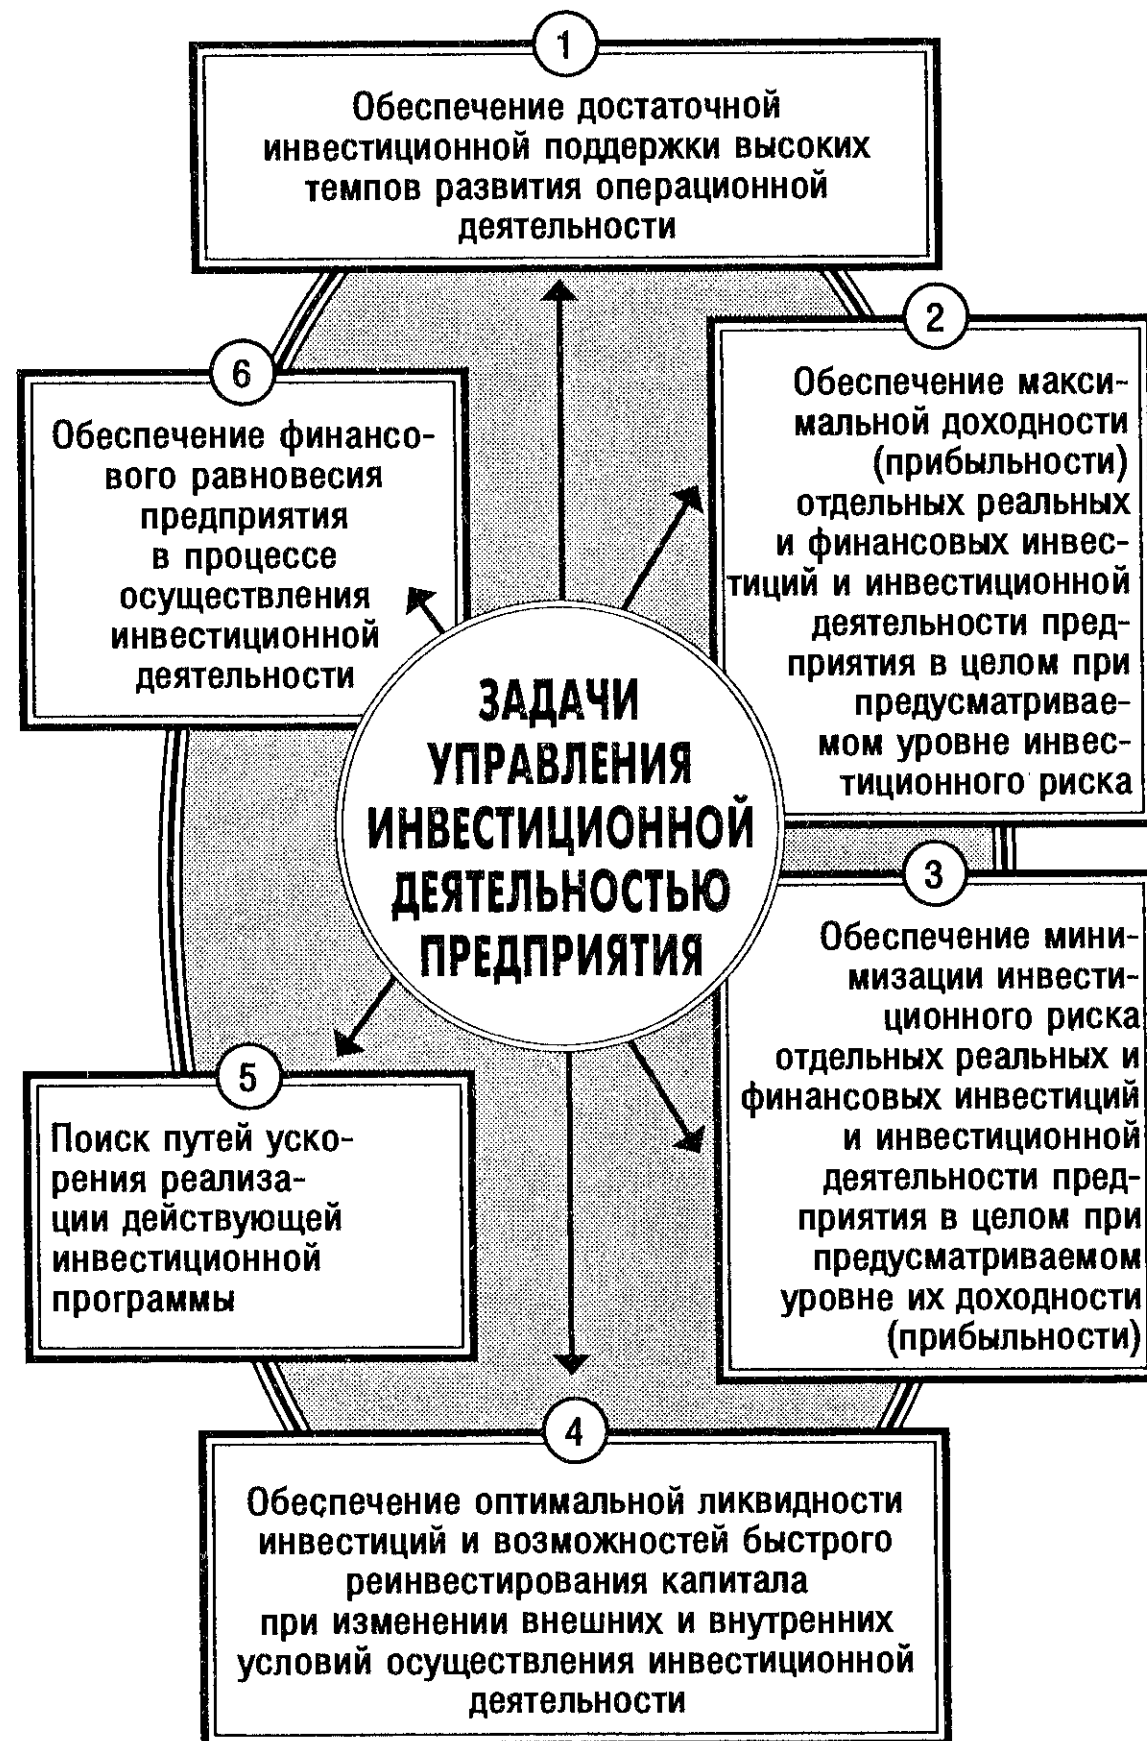 1
Обеспечение достаточной
инвестиционной поддержки высоких
темпов развития операционной
деятельности
2
Обеспечение макси-
мальной доходности
(прибыльности)
отдельных реальных
и финансовых инвес-
тиций и инвестиционной
деятельности пред-
приятия в целом при
предусматривае-
мом уровне инвес-
тиционного риска
6
Обеспечение финансо-
вого равновесия
предприятия
в процессе
осуществления
инвестиционной
деятельности
ЗАДАЧИ
УПРАВЛЕНИЯ
ИНВЕСТИЦИОННОЙ
ДЕЯТЕЛЬНОСТЬЮ
ПРЕДПРИЯТИЯ
3
Обеспечение мини-
мизации инвести-
ционного риска
отдельных реальных и
финансовых инвестиций
и инвестиционной
деятельности пред-
приятия в целом при
предусматриваемом
уровне их доходности
(прибыльности)
5
Поиск путей уско-
рения реализа-
ции действующей
инвестиционной
программы
4
Обеспечение оптимальной ликвидности
инвестиций и возможностей быстрого
реинвестирования капитала
при изменении внешних и внутренних
условий осуществления инвестиционной
деятельности